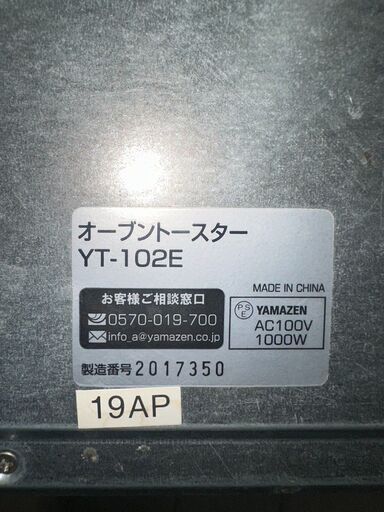 オーブントースター
YT-102E
MADE IN CHINA
お客様ご相談窓口
0570-019-700
info_a@yamazen.co.jp
PSE YAMAZEN
AC100V
1000W
製造番号 2017350
19AP